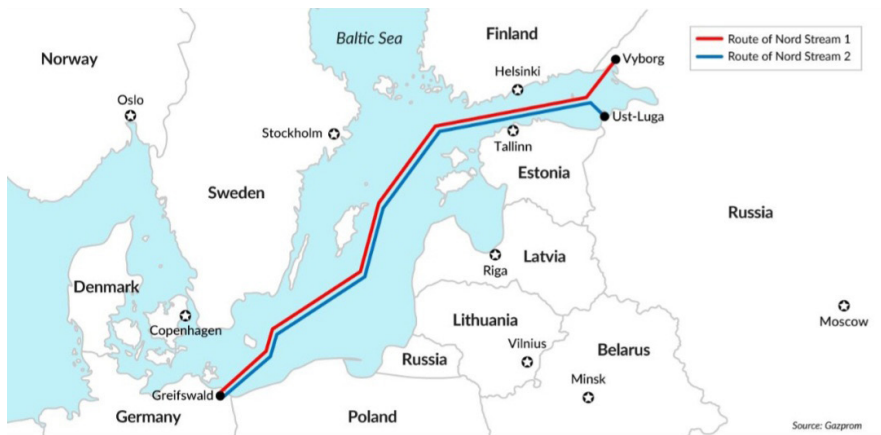 Norway
Baltic Sea
Finland
Route of Nord Stream 1
Route of Nord Stream 2
Vyborg
Helsinki
Oslo
Ust-Luga
Stockholm
Tallinn
Estonia
Sweden
Russia
Riga
Latvia
Denmark
Copenhagen
Moscow
Lithuania
Vilnius
Belarus
Russia
Minsk
Greifswald
Germany
Poland
Source: Gazprom